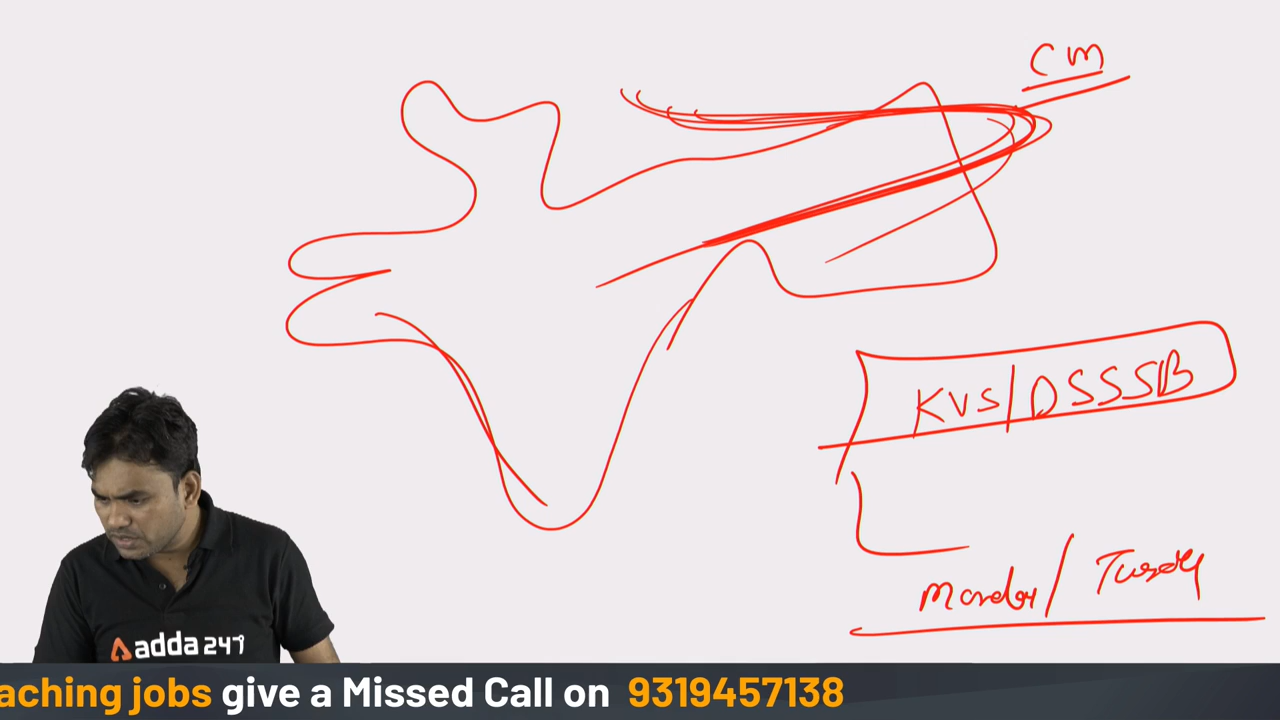 CM
KVS/DSSSB
Monday/Tuesday
adda 247
aching jobs give a Missed Call on 9319457138